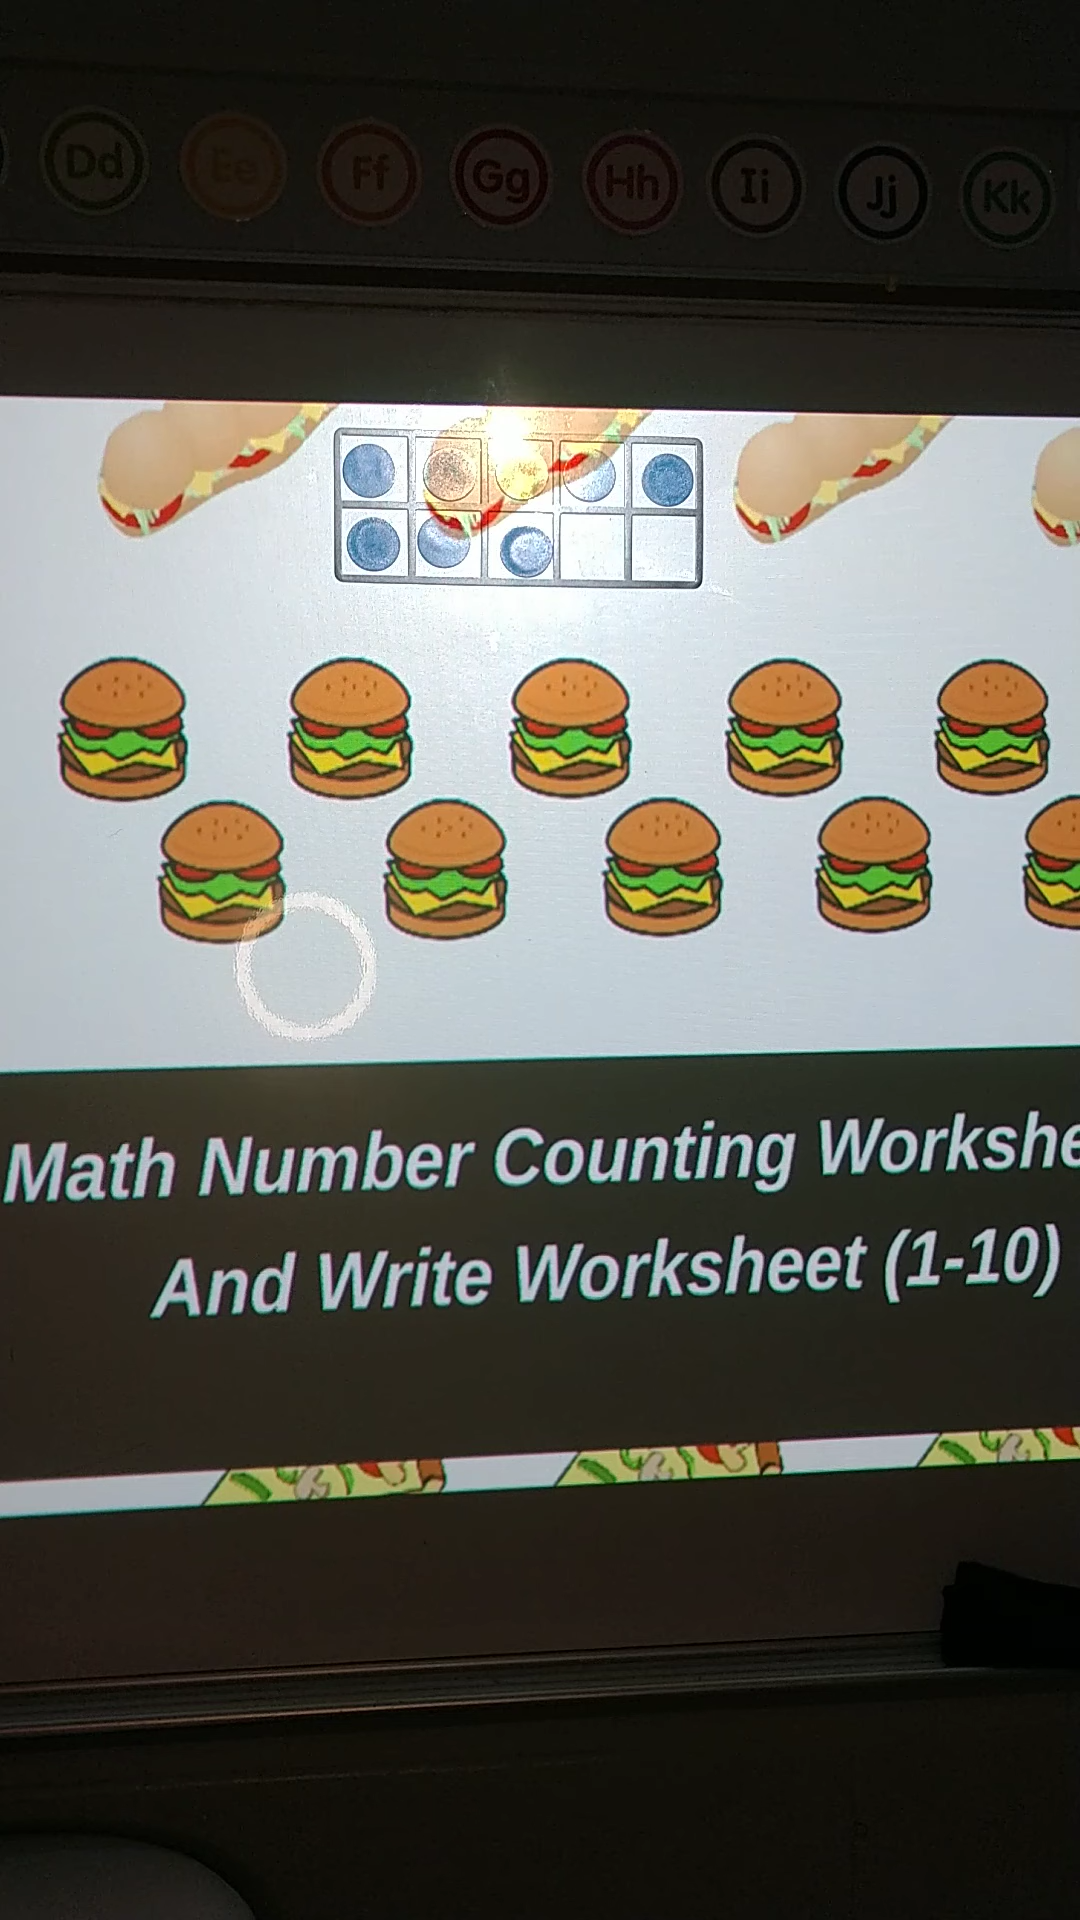 Dd Ee Ff Gg Hh Ii Jj Kk
Math Number Counting Workshe
And Write Worksheet (1-10)